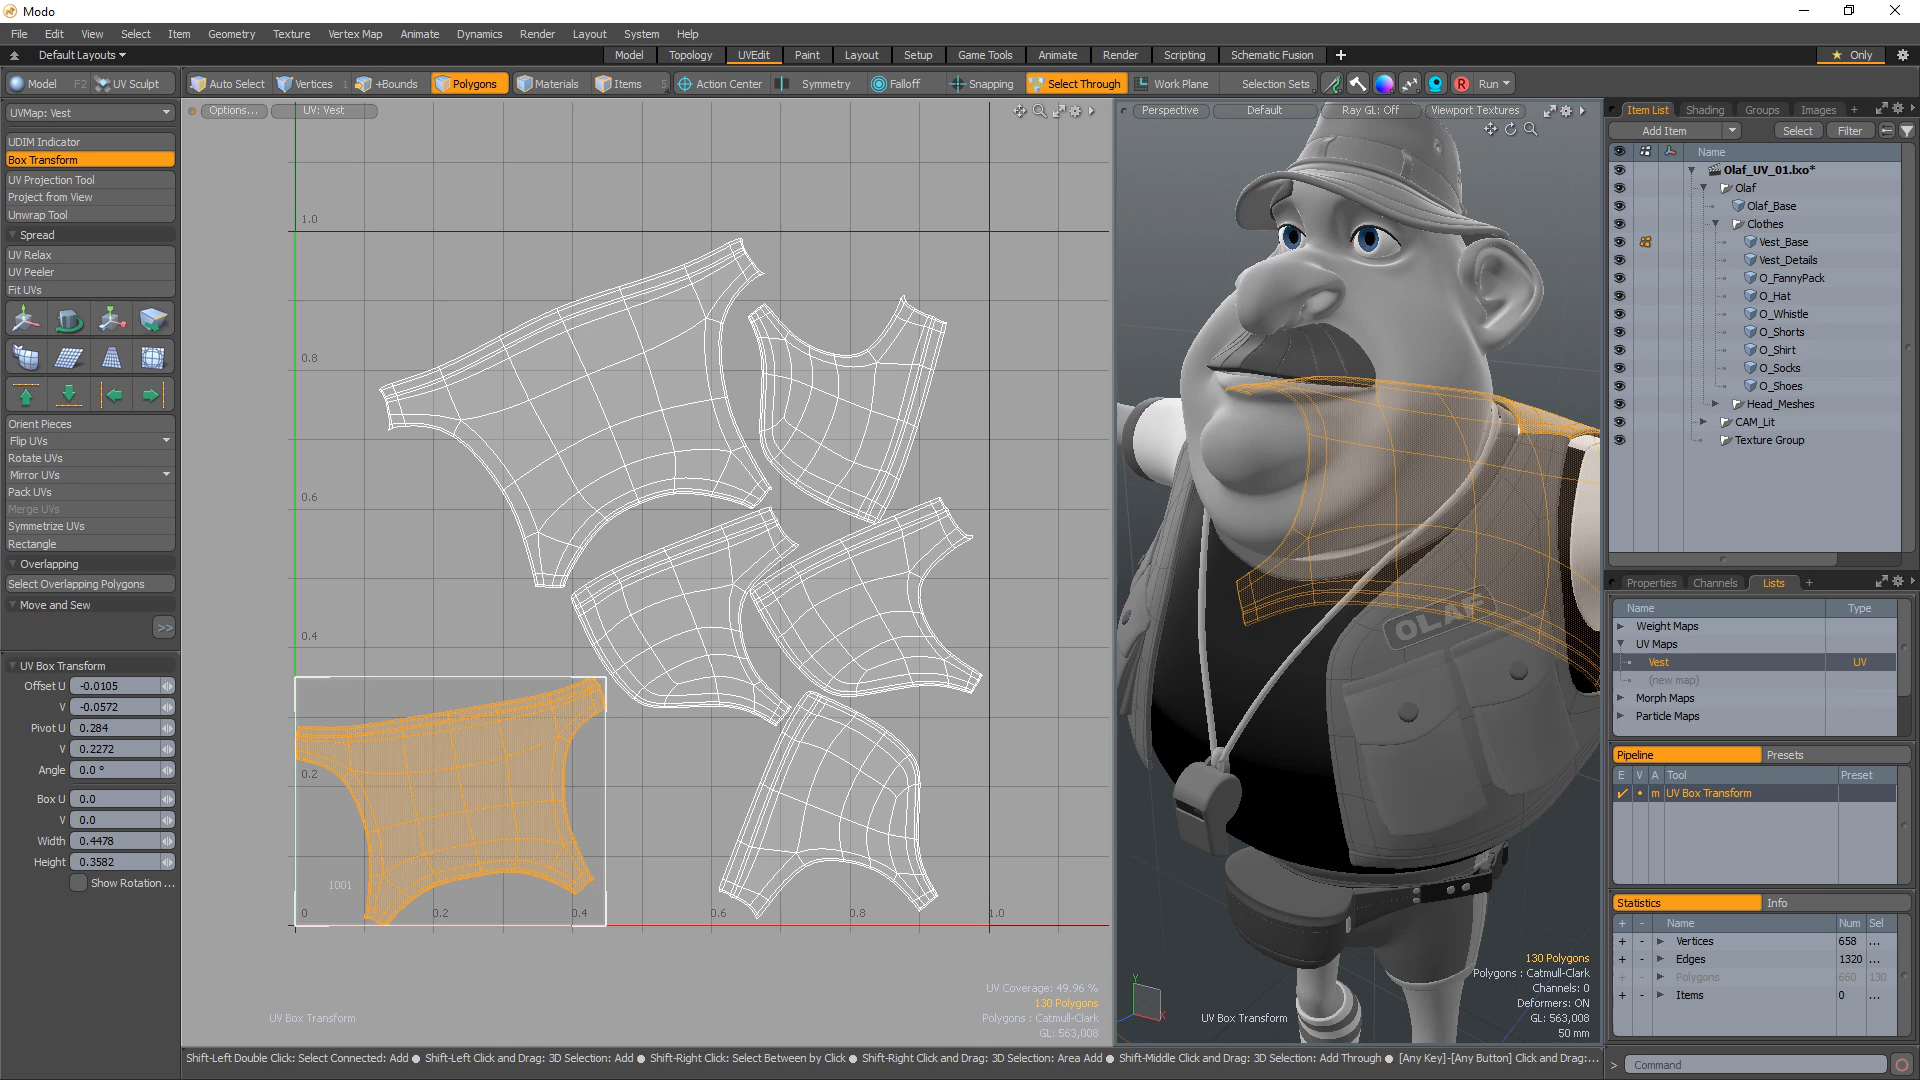 Modo
File Edit View Select Item Geometry Texture Vertex Map Animate Dynamics Render Layout System Help
Default Layouts Model Topology UVEdit Paint Layout Setup Game Tools Animate Render Scripting Schematic Fusion + Only
Model F2 UV Sculpt Auto Select Vertices 1 +Bounds Polygons Materials Items 5 Action Center Symmetry Falloff Snapping Select Through Work Plane Selection Sets R Run
UVMap: Vest
UDIM Indicator
Box Transform
UV Projection Tool
Project from View
Unwrap Tool
Spread
UV Relax
UV Peeler
Fit UVs
Orient Pieces
Flip UVs
Rotate UVs
Mirror UVs
Pack UVs
Merge UVs
Symmetrize UVs
Rectangle
Overlapping
Select Overlapping Polygons
Move and Sew
>>
UV Box Transform
Offset U -0.0105
V -0.0572
Pivot U 0.284
V 0.2272
Angle 0.0 °
Box U 0.0
V 0.0
Width 0.4478
Height 0.3582
Show Rotation ...
Options... UV: Vest
1.0
0.8
0.6
0.4
0.2
1001
0 0.2 0.4 0.6 0.8 1.0
UV Coverage: 49.96 %
130 Polygons
Polygons : Catmull-Clark
GL: 563,008
UV Box Transform
Perspective Default Ray GL: Off Viewport Textures
OLAF
130 Polygons
Polygons : Catmull-Clark
Channels: 0
Deformers: ON
GL: 563,008
50 mm
Y
X
UV Box Transform
Item List Shading Groups Images +
Add Item Select Filter
Name
Olaf_UV_01.lxo*
Olaf
Olaf_Base
Clothes
Vest_Base
Vest_Details
O_FannyPack
O_Hat
O_Whistle
O_Shorts
O_Shirt
O_Socks
O_Shoes
Head_Meshes
CAM_Lit
Texture Group
Properties Channels Lists +
Name Type
Weight Maps
UV Maps
Vest UV
(new map)
Morph Maps
Particle Maps
Pipeline Presets
E V A Tool Preset
m UV Box Transform
Statistics Info
+ - Name Num Sel
+ - Vertices 658 ...
+ - Edges 1320 ...
+ - Polygons 660 130
+ - Items 0 ...
Shift-Left Double Click: Select Connected: Add ● Shift-Left Click and Drag: 3D Selection: Add ● Shift-Right Click: Select Between by Click ● Shift-Right Click and Drag: 3D Selection: Area Add ● Shift-Middle Click and Drag: 3D Selection: Add Through ● [Any Key]-[Any Button] Click and Drag:...
> Command